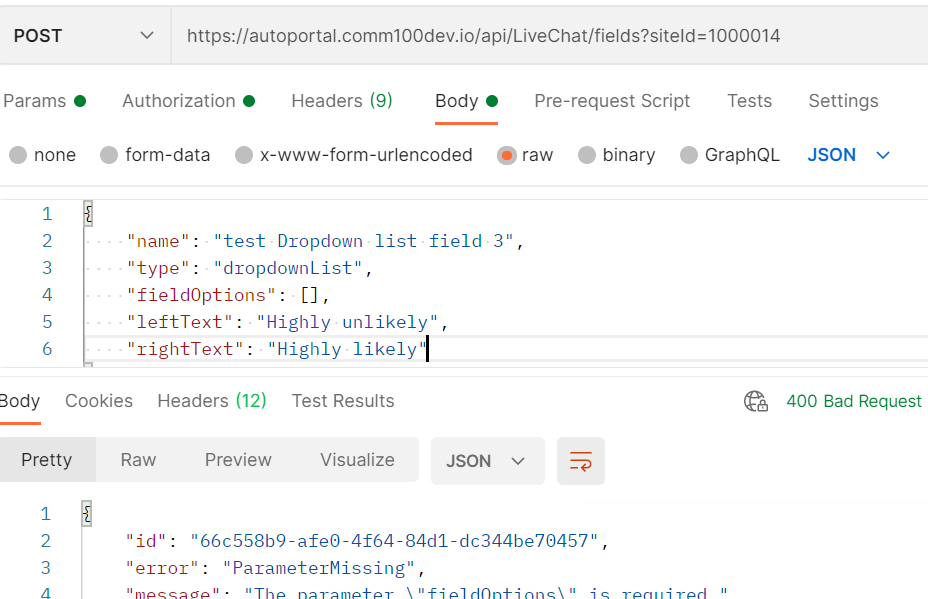 POST
https://autoportal.comm100dev.io/api/LiveChat/fields?siteId=1000014
Params Authorization Headers (9) Body Pre-request Script Tests Settings
none form-data x-www-form-urlencoded raw binary GraphQL JSON
1 {
2 "name": "test Dropdown list field 3",
3 "type": "dropdownList",
4 "fieldOptions": [],
5 "leftText": "Highly unlikely",
6 "rightText": "Highly likely"
Body Cookies Headers (12) Test Results 400 Bad Request
Pretty Raw Preview Visualize JSON
1 {
2 "id": "66c558b9-afe0-4f64-84d1-dc344be70457",
3 "error": "ParameterMissing",
4 "message": "The parameter \"fieldOptions\" is required."